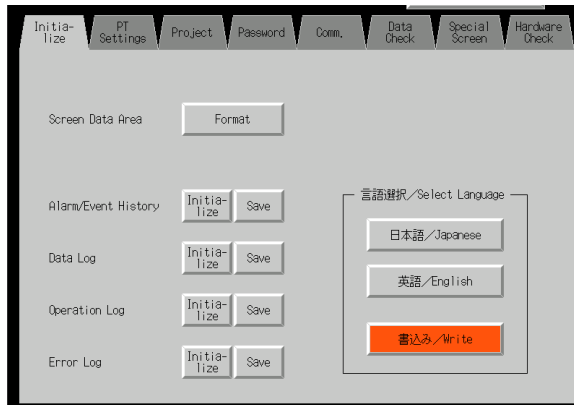 Initia-
lize
PT
Settings
Project
Password
Comm.
Data
Check
Special
Screen
Hardware
Check
Screen Data Area
Format
Alarm/Event History
Initia-
lize
Save
Data Log
Initia-
lize
Save
Operation Log
Initia-
lize
Save
Error Log
Initia-
lize
Save
言語選択／Select Language
日本語／Japanese
英語／English
書込み／Write